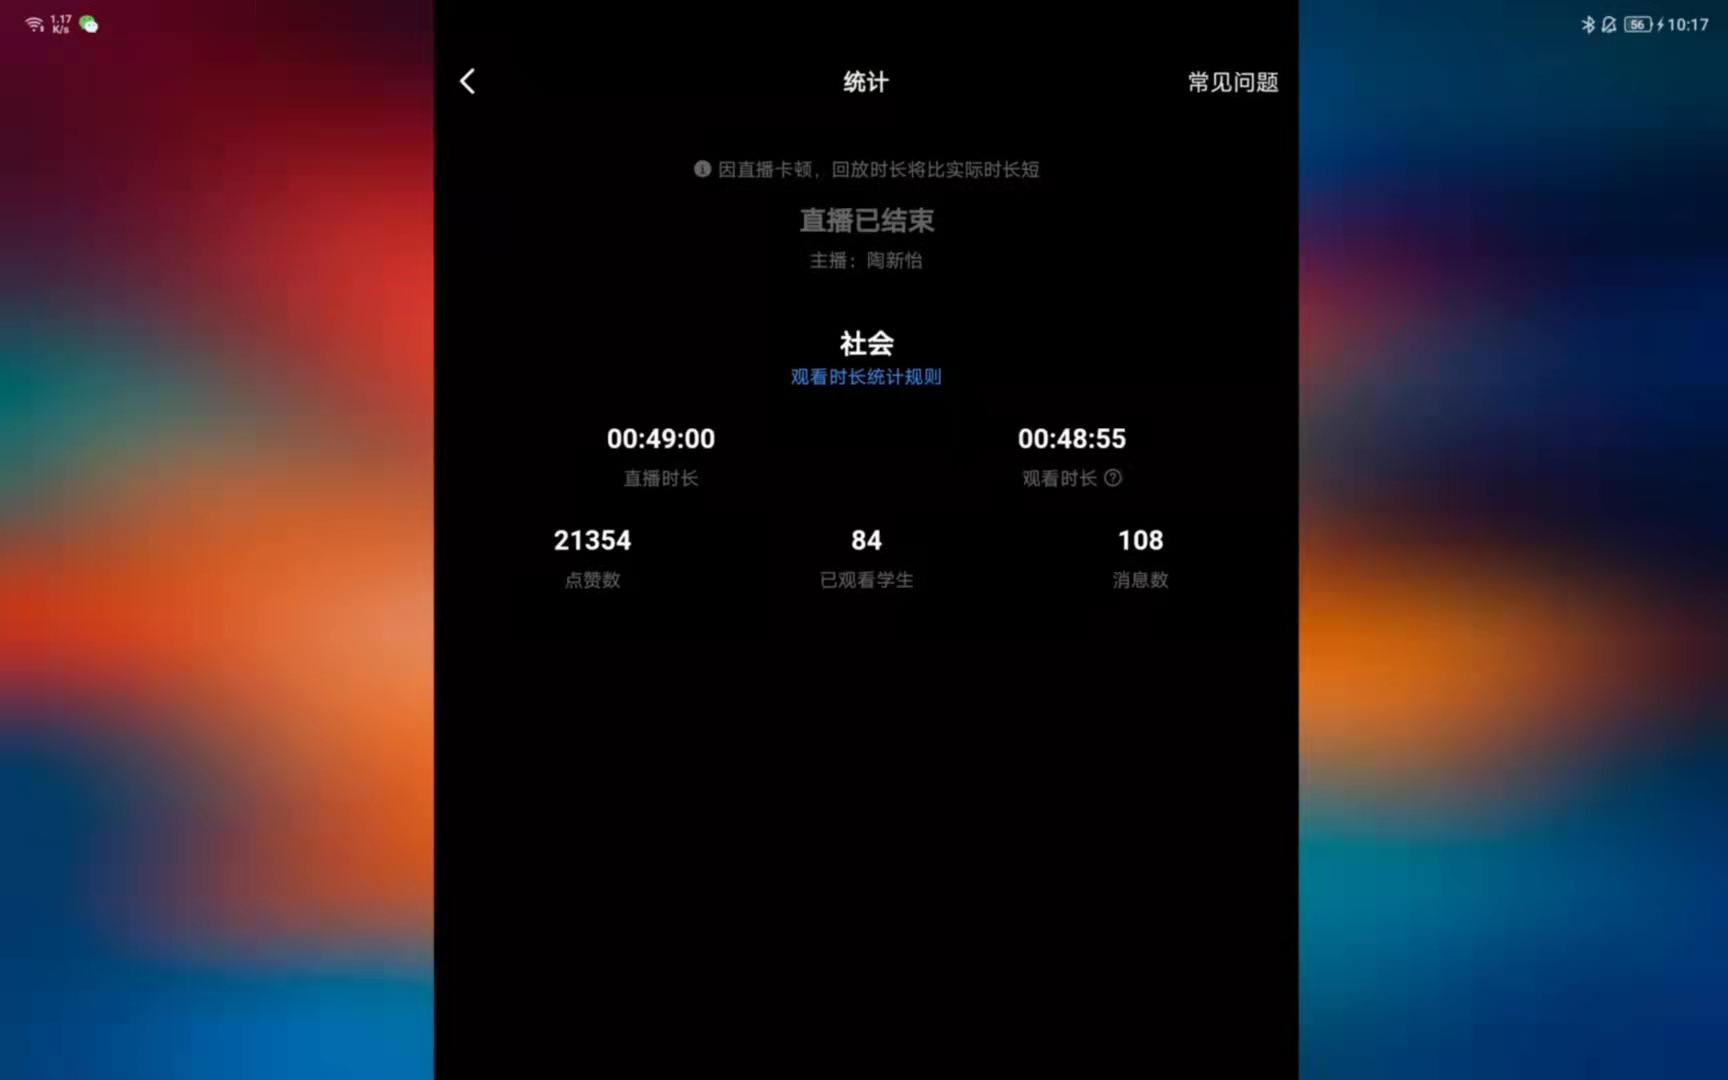 1.17
K/s
56
10:17
统计
常见问题
因直播卡顿，回放时长将比实际时长短
直播已结束
主播：陶新怡
社会
观看时长统计规则
00:49:00
00:48:55
直播时长
观看时长
21354
84
108
点赞数
已观看学生
消息数